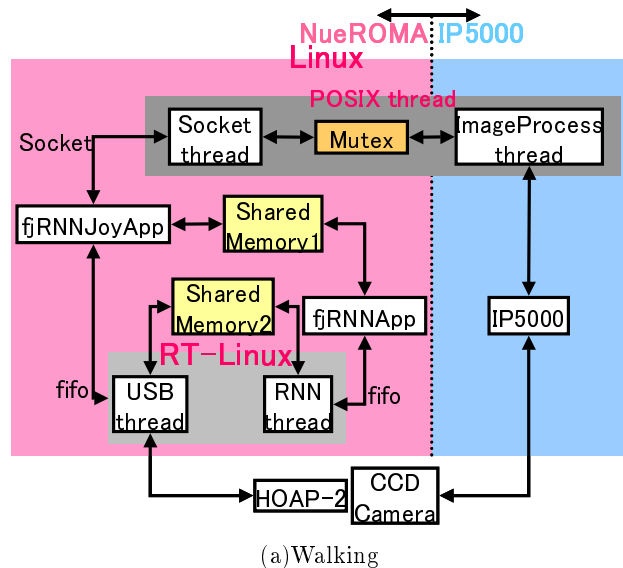 NueROMA IP5000
Linux
POSIX thread
Socket
thread
Mutex
ImageProcess
thread
Socket
fjRNNJoyApp
Shared
Memory1
Shared
Memory2
fjRNNApp
IP5000
RT-Linux
fifo
USB
thread
RNN
thread
fifo
HOAP-2
CCD
Camera
(a)Walking